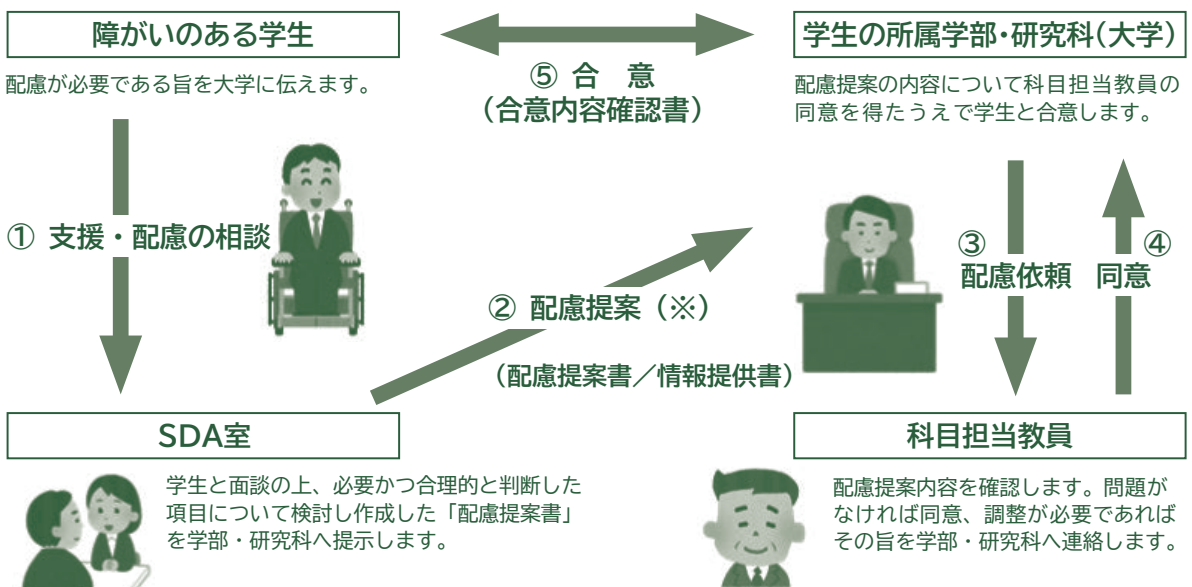 障がいのある学生
配慮が必要である旨を大学に伝えます。
学生の所属学部・研究科(大学)
配慮提案の内容について科目担当教員の
同意を得たうえで学生と合意します。
⑤ 合　意
（合意内容確認書）
① 支援・配慮の相談
② 配慮提案（※）
（配慮提案書／情報提供書）
③
配慮依頼
④
同意
SDA室
学生と面談の上、必要かつ合理的と判断した
項目について検討し作成した「配慮提案書」
を学部・研究科へ提示します。
科目担当教員
配慮提案内容を確認します。問題が
なければ同意、調整が必要であれば
その旨を学部・研究科へ連絡します。